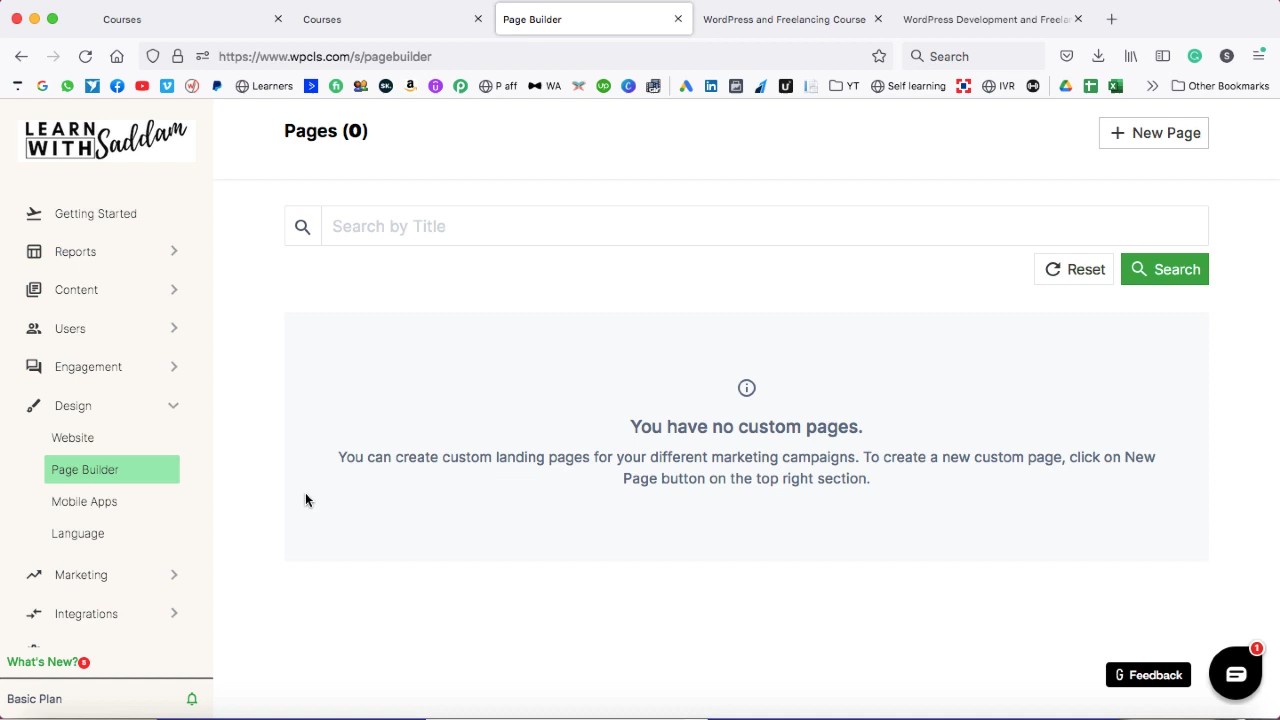 Courses
Courses
Page Builder
WordPress and Freelancing Course
WordPress Development and Freelan
https://www.wpcls.com/s/pagebuilder
Search
Learners
P aff
WA
YT
Self learning
IVR
Other Bookmarks
LEARN
WITH Saddam
Pages (0)
+ New Page
Getting Started
Search by Title
Reports
Reset
Search
Content
Users
Engagement
Design
You have no custom pages.
Website
You can create custom landing pages for your different marketing campaigns. To create a new custom page, click on New
Page Builder
Page button on the top right section.
Mobile Apps
Language
Marketing
Integrations
What's New?
Feedback
1
Basic Plan